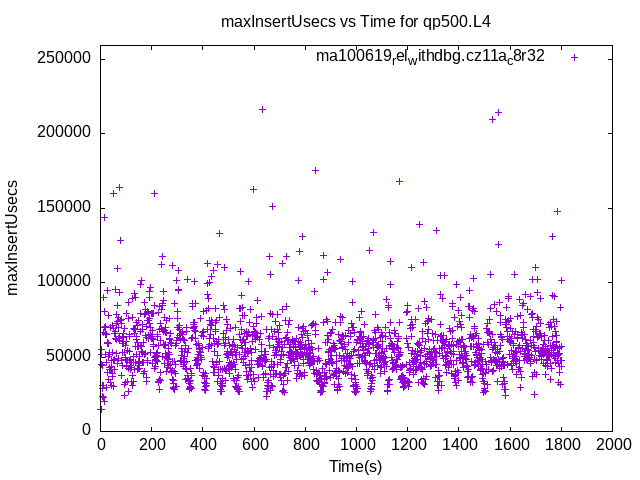 maxInsertUsecs vs Time for qp500.L4
ma100619relwithdbg.cz11ac8r32
250000
200000
150000
100000
50000
0
maxInsertUsecs
0 200 400 600 800 1000 1200 1400 1600 1800 2000
Time(s)